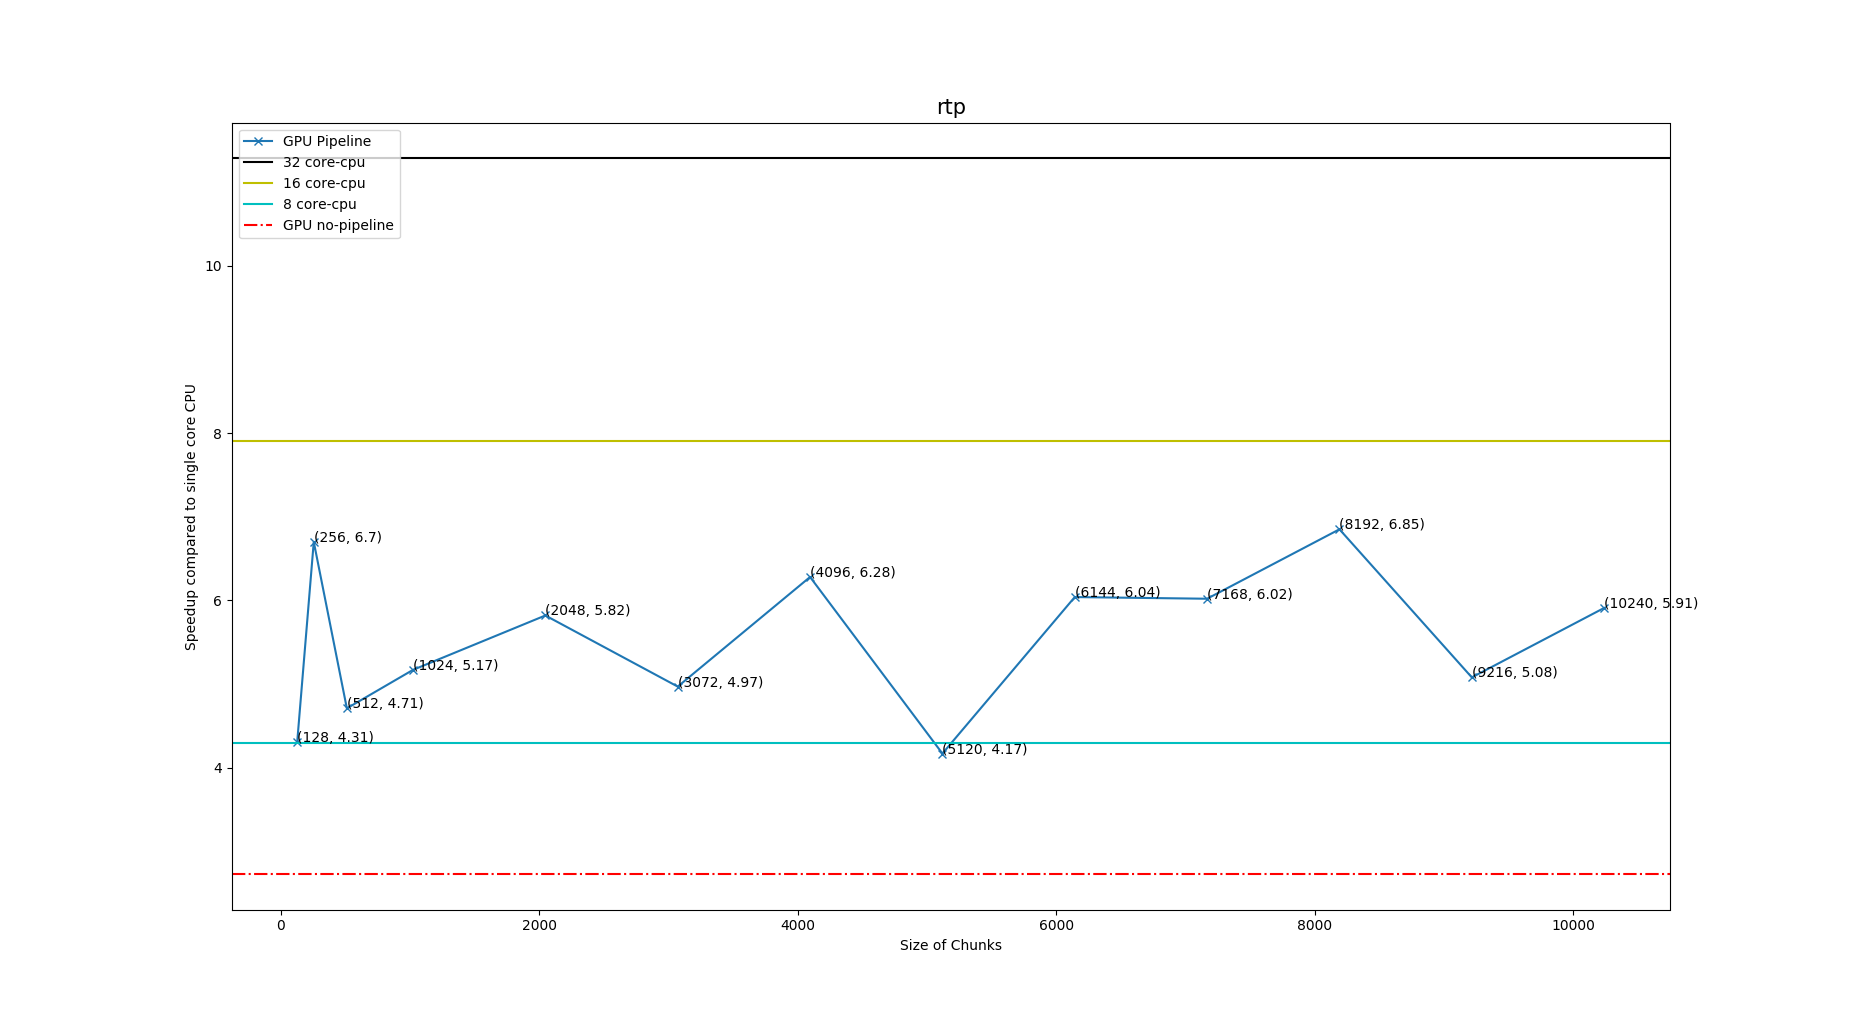 rtp
GPU Pipeline
32 core-cpu
16 core-cpu
8 core-cpu
GPU no-pipeline
10
8
6
4
Speedup compared to single core CPU
(256, 6.7)
(128, 4.31)
(512, 4.71)
(1024, 5.17)
(2048, 5.82)
(3072, 4.97)
(4096, 6.28)
(5120, 4.17)
(6144, 6.04)
(7168, 6.02)
(8192, 6.85)
(9216, 5.08)
(10240, 5.91)
0 2000 4000 6000 8000 10000
Size of Chunks